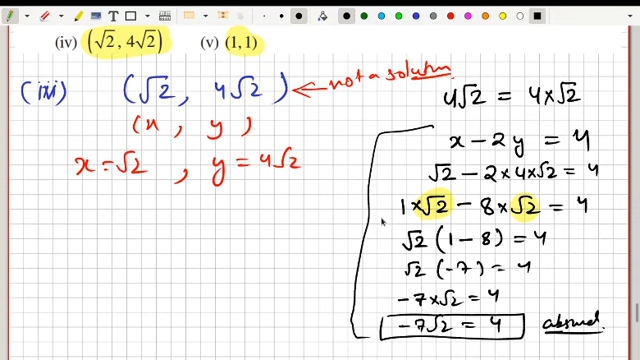 (iv) (√2, 4√2) (v) (1, 1)
(iii) (√2, 4√2) ← not a solution
(x, y)
x = √2 , y = 4√2
4√2 = 4×√2
x − 2y = 4
√2 − 2×4×√2 = 4
1×√2 − 8×√2 = 4
√2 (1 − 8) = 4
√2 (−7) = 4
−7×√2 = 4
−7√2 = 4 absurd